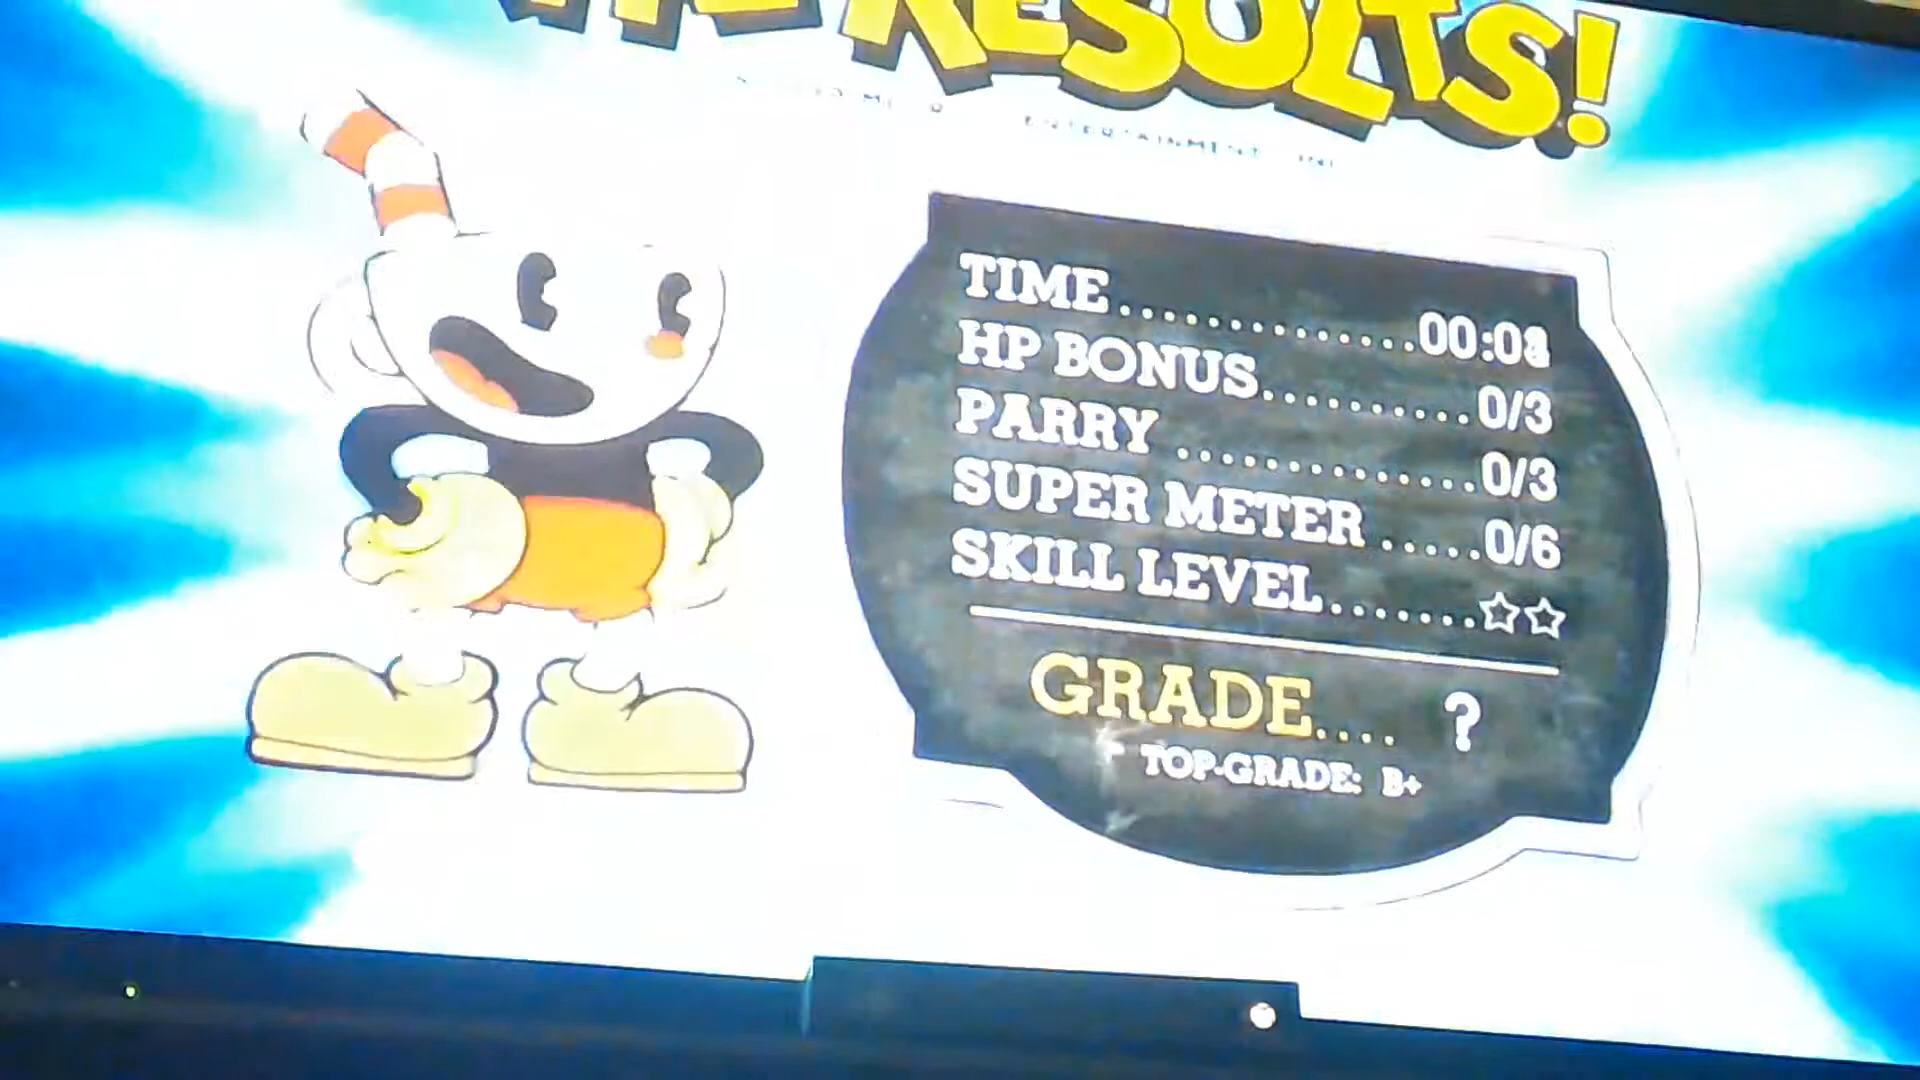 RESULTS!
ENTERTAINMENT
TIME..............00:08
HP BONUS..........0/3
PARRY ..............0/3
SUPER METER .....0/6
SKILL LEVEL.......☆☆
GRADE.... ?
TOP-GRADE: B+